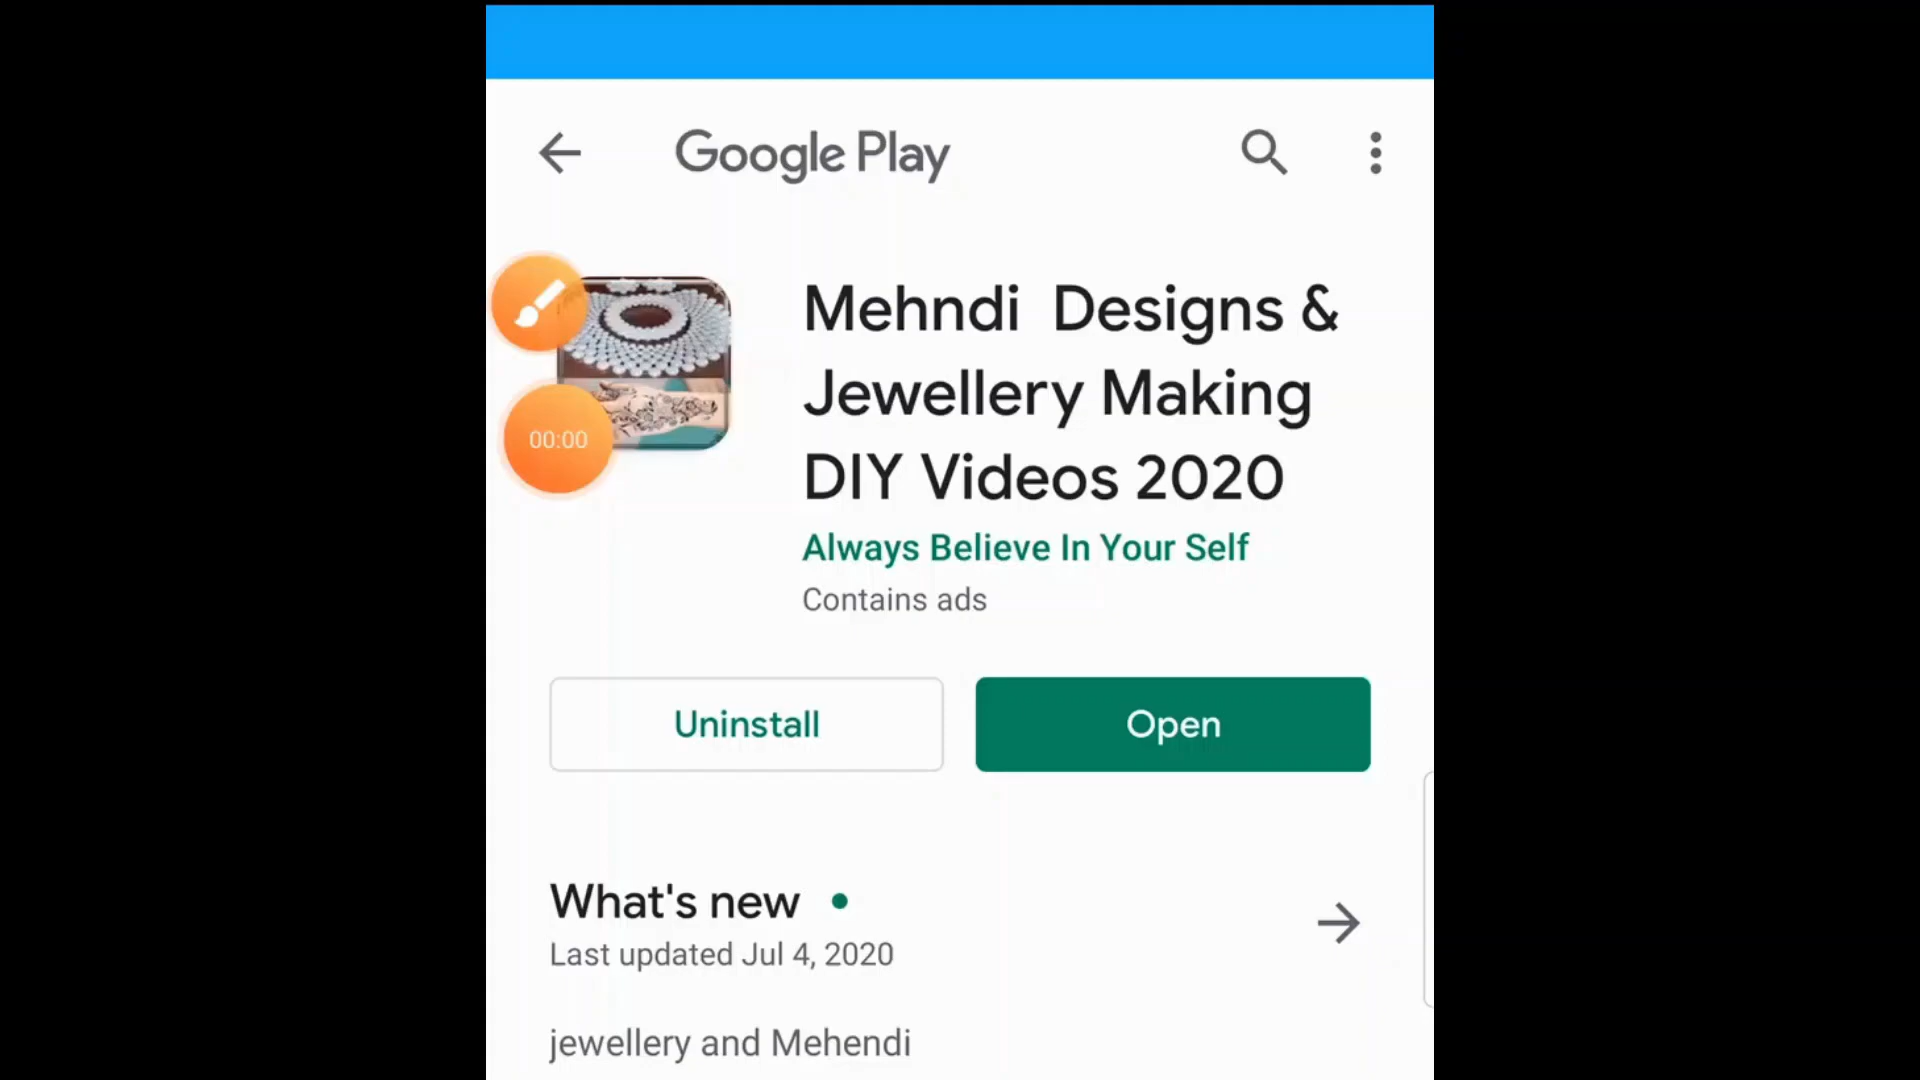 Google Play
Mehndi  Designs &
Jewellery Making
DIY Videos 2020
Always Believe In Your Self
Contains ads
00:00
Uninstall
Open
What's new
Last updated Jul 4, 2020
jewellery and Mehendi